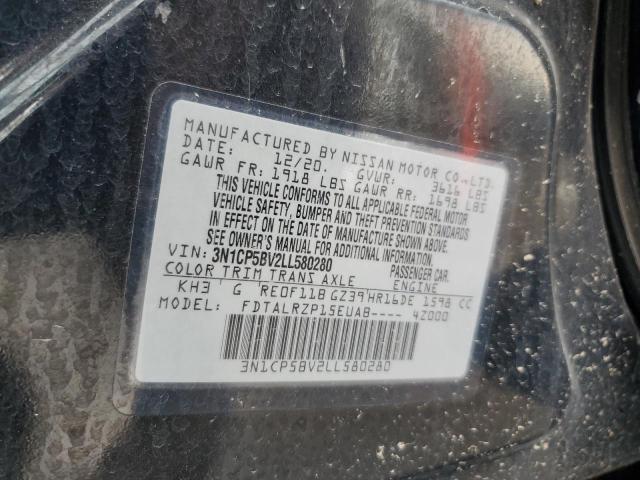 MANUFACTURED BY NISSAN MOTOR CO.,LTD.
DATE: 12/20. GVWR: 3616 LBS
GAWR FR: 1918 LBS GAWR RR: 1698 LBS
THIS VEHICLE CONFORMS TO ALL APPLICABLE FEDERAL MOTOR
VEHICLE SAFETY, BUMPER AND THEFT PREVENTION STANDARDS
IN EFFECT ON THE DATE OF MANUFACTURE SHOWN ABOVE.
SEE OWNER'S MANUAL FOR ADDITIONAL INFORMATION.
VIN: 3N1CP5BV2LL580280 PASSENGER CAR.
COLOR TRIM TRANS AXLE ENGINE
KH3 ' G 'RE0F11B GZ39'HR16DE 1598 CC
MODEL: FDTALRZP15EUAB---- 4Z000
3N1CP5BV2LL580280